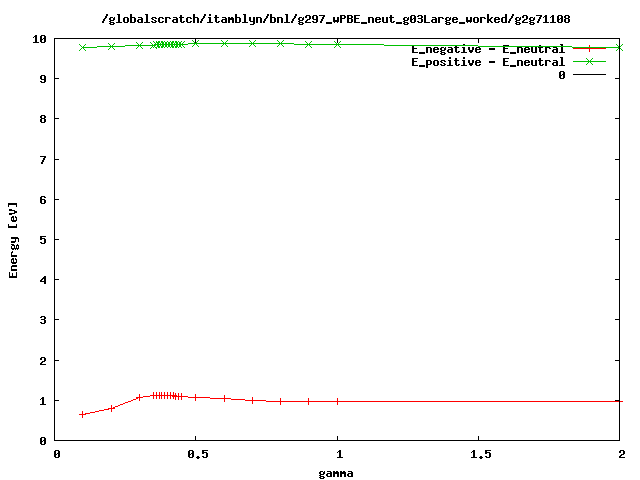 /globalscratch/itamblyn/bnl/g297_wPBE_neut_g03Large_worked/g2g71108
E_negative - E_neutral
E_positive - E_neutral
0
10
9
8
7
6
5
4
3
2
1
0
Energy [eV]
0 0.5 1 1.5 2
gamma